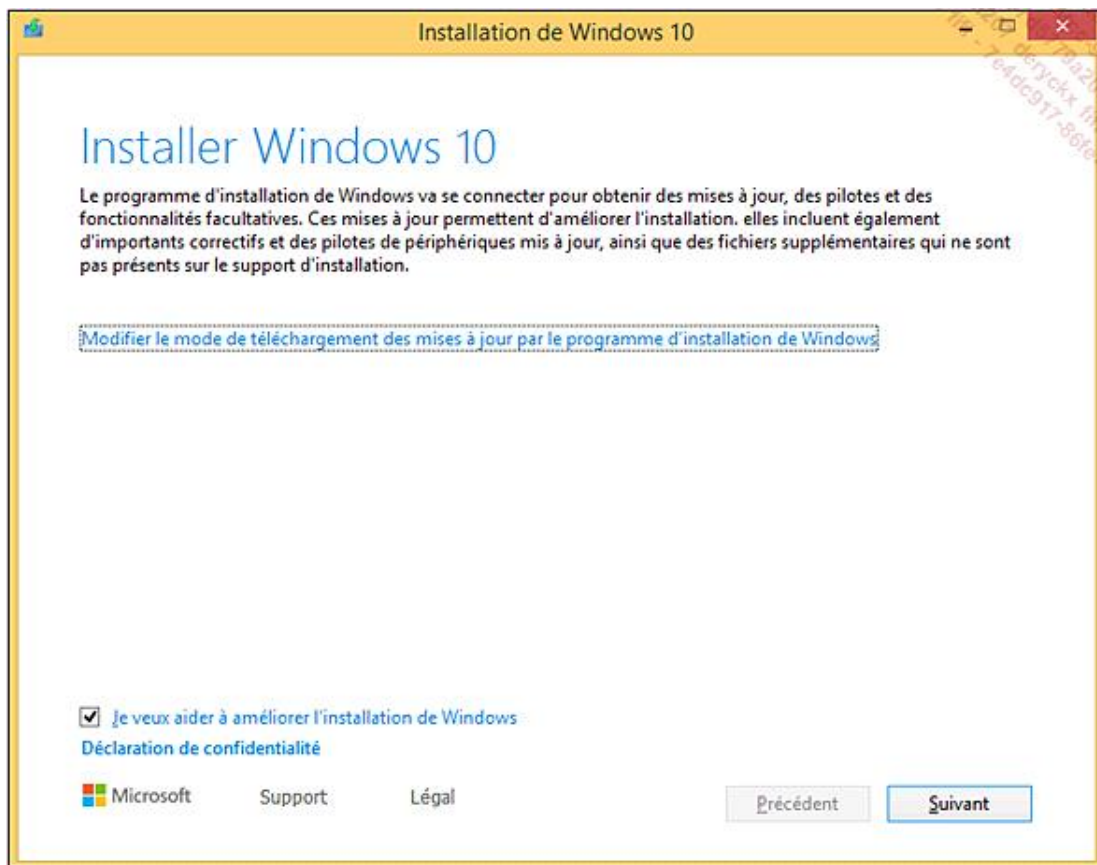 Installation de Windows 10
Installer Windows 10
Le programme d'installation de Windows va se connecter pour obtenir des mises à jour, des pilotes et des
fonctionnalités facultatives. Ces mises à jour permettent d'améliorer l'installation. elles incluent également
d'importants correctifs et des pilotes de périphériques mis à jour, ainsi que des fichiers supplémentaires qui ne sont
pas présents sur le support d'installation.
Modifier le mode de téléchargement des mises à jour par le programme d'installation de Windows
Je veux aider à améliorer l'installation de Windows
Déclaration de confidentialité
Microsoft Support Légal
Précédent Suivant